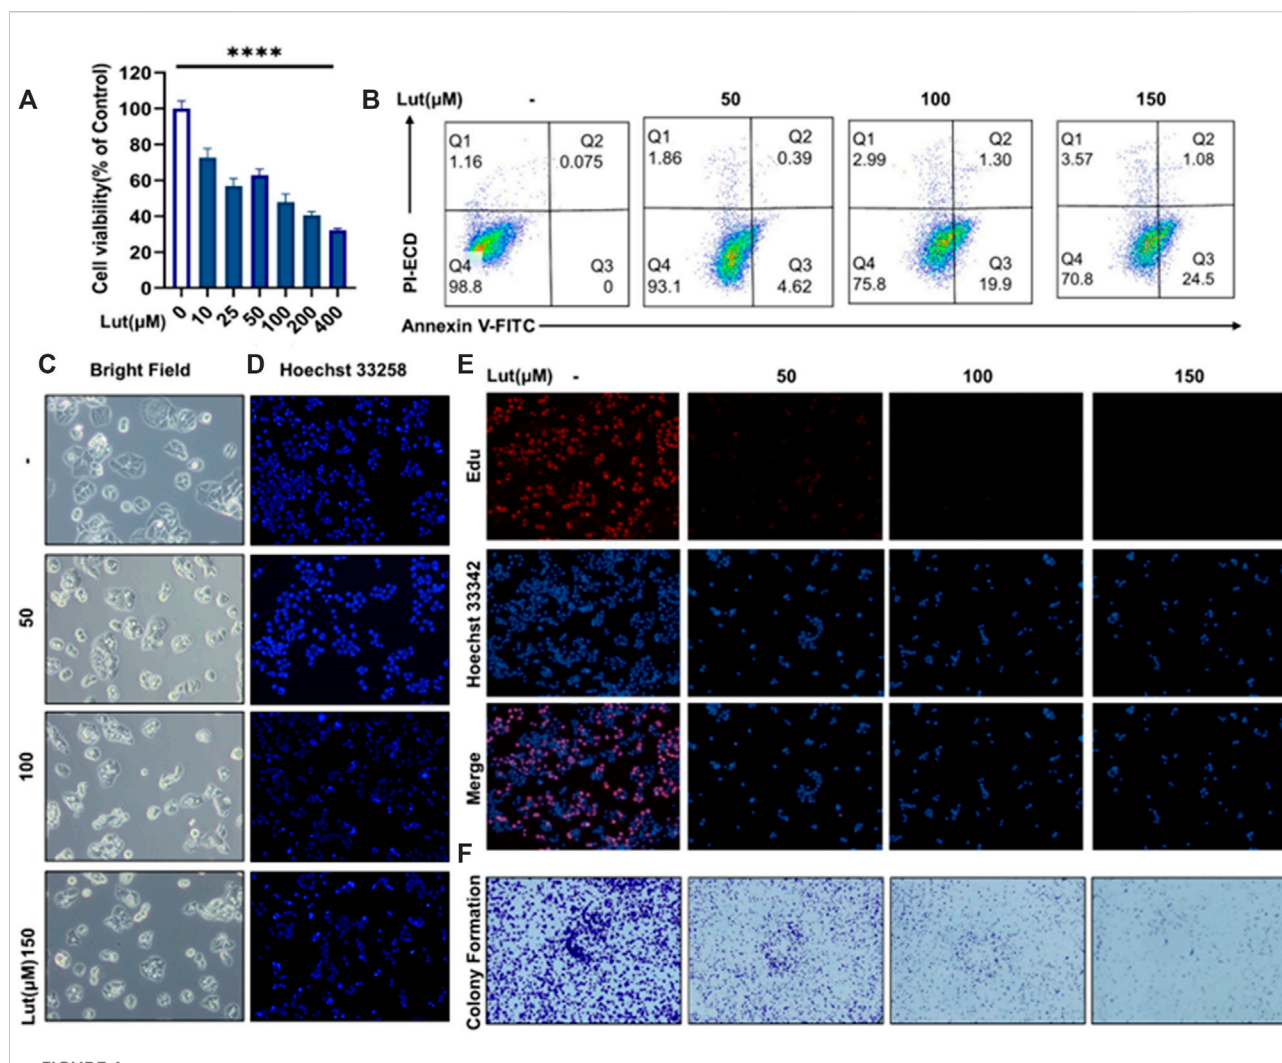 A
****
Cell vialbility(% of Control)
120
100
80
60
40
20
0
Lut(μM)
0 10 25 50 100 200 400
B
Lut(μM) - 50 100 150
Q1 Q2
1.16 0.075
Q4 Q3
98.8 0
Q1 Q2
1.86 0.39
Q4 Q3
93.1 4.62
Q1 Q2
2.99 1.30
Q4 Q3
75.8 19.9
Q1 Q2
3.57 1.08
Q4 Q3
70.8 24.5
PI-ECD
Annexin V-FITC
C Bright Field
D Hoechst 33258
-
50
100
Lut(μM) 150
E
Lut(μM) - 50 100 150
Edu
Hoechst 33342
Merge
F
Colony Formation